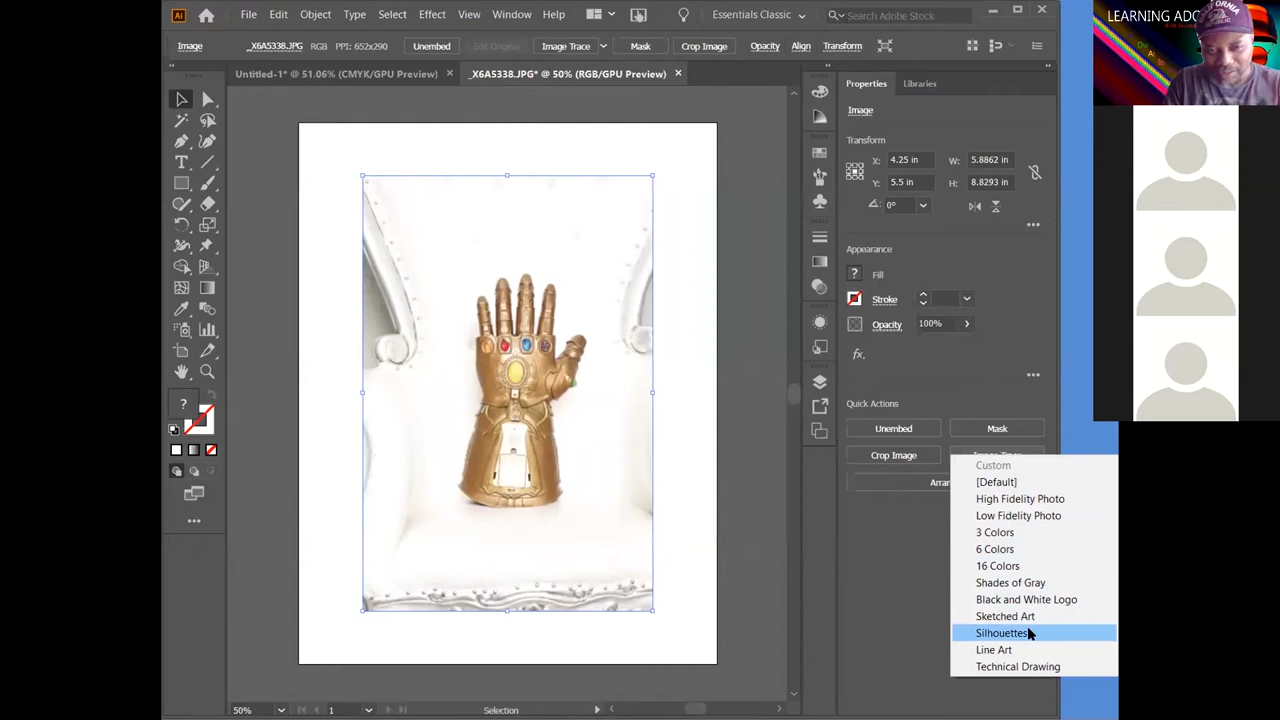 Ai File Edit Object Type Select Effect View Window Help Essentials Classic Search Adobe Stock
LEARNING ADO
Image _X6A5338.JPG RGB PPI: 652x290 Unembed Edit Original Image Trace Mask Crop Image Opacity Align Transform
Untitled-1* @ 51.06% (CMYK/GPU Preview) _X6A5338.JPG* @ 50% (RGB/GPU Preview)
Properties Libraries
Image
Transform
X: 4.25 in W: 5.8862 in
Y: 5.5 in H: 8.8293 in
0°
Appearance
? Fill
Stroke
Opacity 100%
fx.
Quick Actions
Unembed Mask
Crop Image Image Trace
Arran
?
Custom
[Default]
High Fidelity Photo
Low Fidelity Photo
3 Colors
6 Colors
16 Colors
Shades of Gray
Black and White Logo
Sketched Art
Silhouettes
Line Art
Technical Drawing
50% 1 Selection